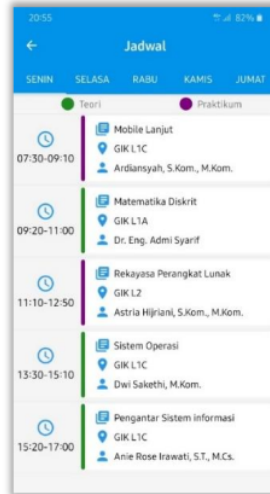 20:55 82%
Jadwal
SENIN SELASA RABU KAMIS JUMAT
Teori Praktikum
07:30-09:10
Mobile Lanjut
GIK L1C
Ardiansyah, S.Kom., M.Kom.
09:20-11:00
Matematika Diskrit
GIK L1A
Dr. Eng. Admi Syarif
11:10-12:50
Rekayasa Perangkat Lunak
GIK L2
Astria Hijriani, S.Kom., M.Kom.
13:30-15:10
Sistem Operasi
GIK L1C
Dwi Sakethi, M.Kom.
15:20-17:00
Pengantar Sistem informasi
GIK L1C
Anie Rose Irawati, S.T., M.Cs.